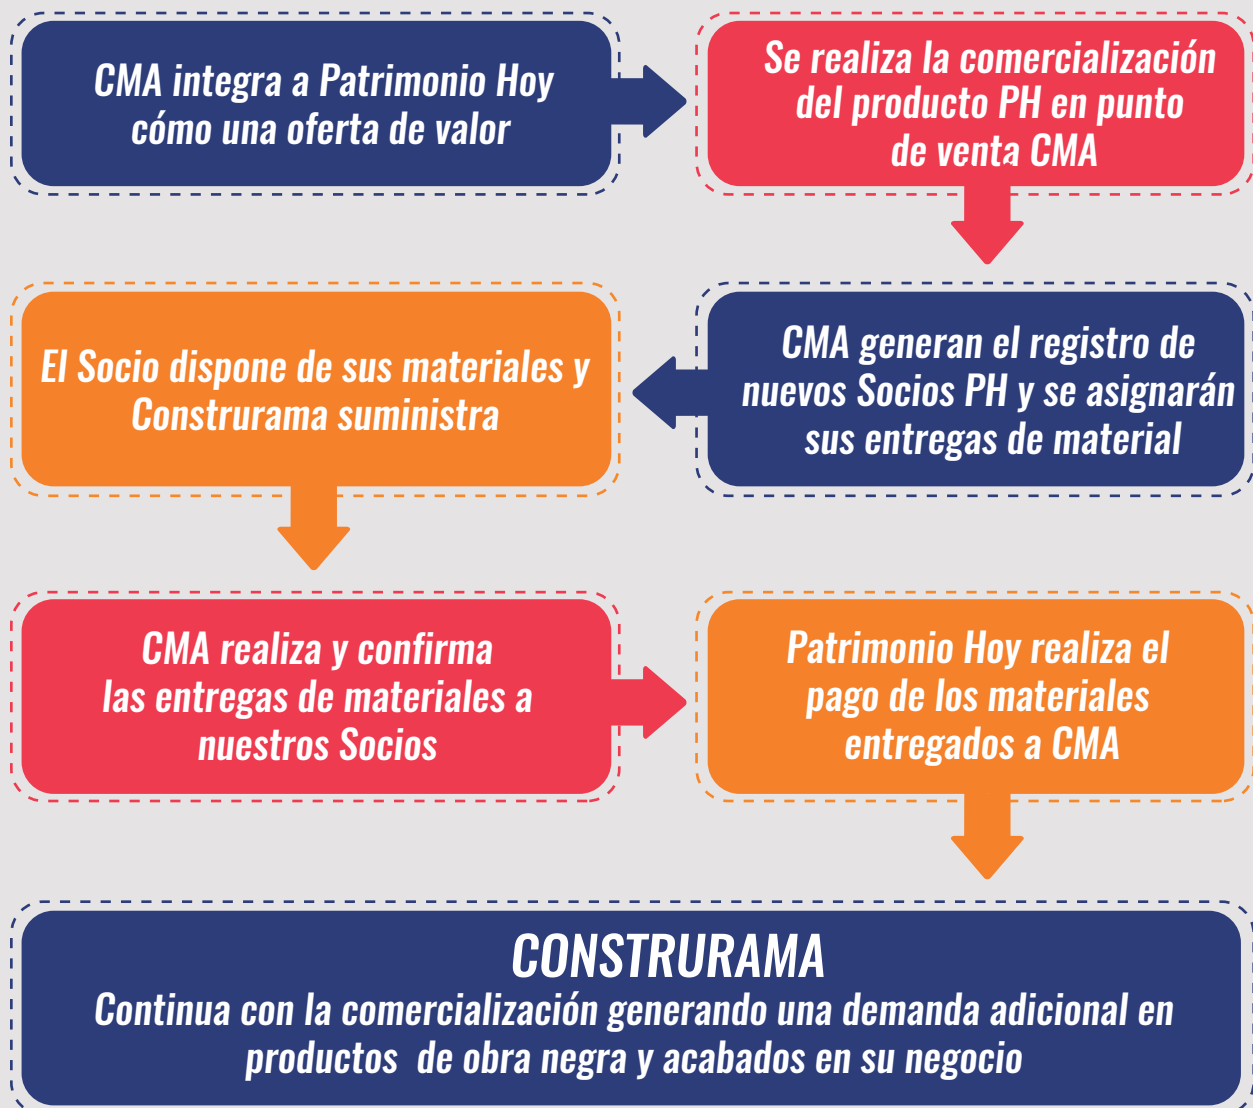 CMA integra a Patrimonio Hoy
cómo una oferta de valor
Se realiza la comercialización
del producto PH en punto
de venta CMA
CMA generan el registro de
nuevos Socios PH y se asignarán
sus entregas de material
El Socio dispone de sus materiales y
Construrama suministra
CMA realiza y confirma
las entregas de materiales a
nuestros Socios
Patrimonio Hoy realiza el
pago de los materiales
entregados a CMA
CONSTRURAMA
Continua con la comercialización generando una demanda adicional en
productos de obra negra y acabados en su negocio